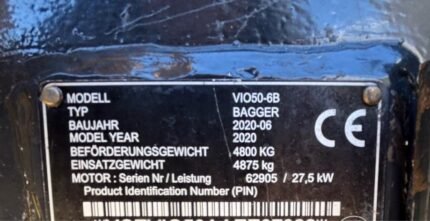 MODELL VIO50-6B
TYP BAGGER
BAUJAHR 2020-06
MODEL YEAR 2020
BEFÖRDERUNGSGEWICHT 4800 KG
EINSATZGEWICHT 4875 kg
MOTOR : Serien Nr / Leistung 62905 / 27,5 kW
Product Identification Number (PIN)
CE